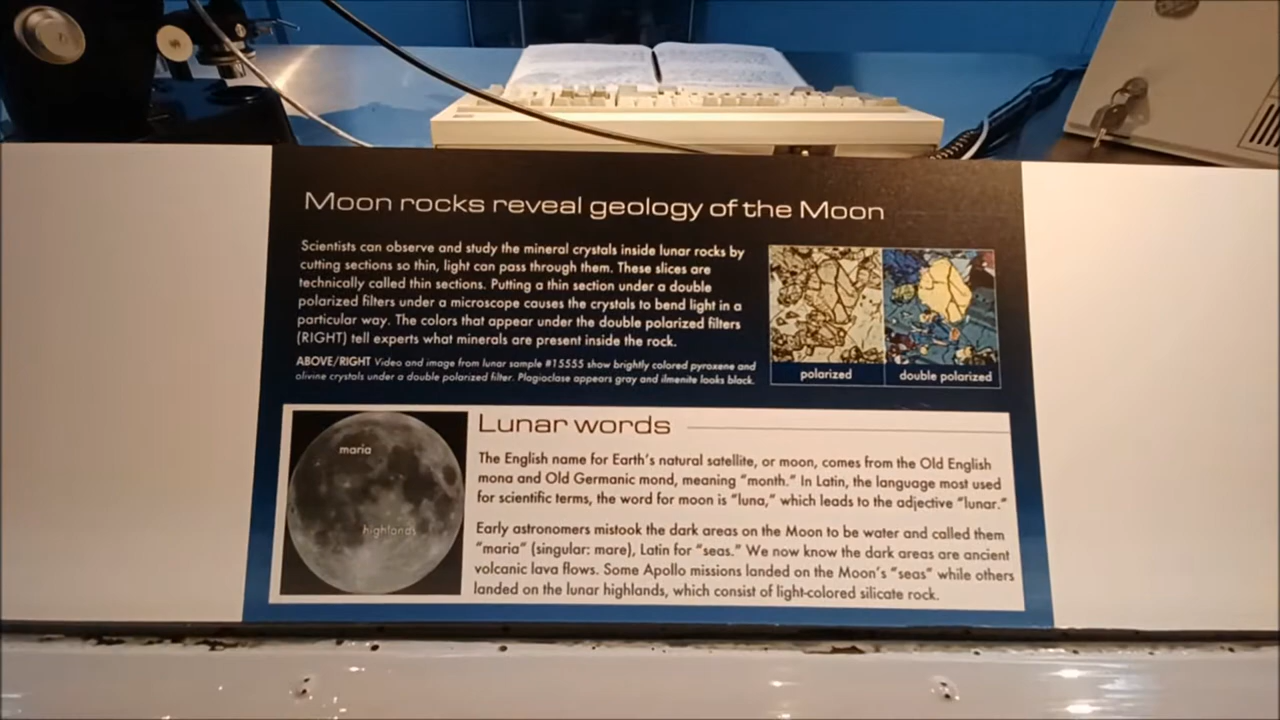 Moon rocks reveal geology of the Moon
Scientists can observe and study the mineral crystals inside lunar rocks by
cutting sections so thin, light can pass through them. These slices are
technically called thin sections. Putting a thin section under a double
polarized filters under a microscope causes the crystals to bend light in a
particular way. The colors that appear under the double polarized filters
(RIGHT) tell experts what minerals are present inside the rock.
ABOVE/RIGHT Video and image from lunar sample #15555 show brightly colored pyroxene and
olivine crystals under a double polarized filter. Plagioclase appears gray and ilmenite looks black.
polarized
double polarized
maria
highlands
Lunar words
The English name for Earth's natural satellite, or moon, comes from the Old English
mona and Old Germanic mond, meaning "month." In Latin, the language most used
for scientific terms, the word for moon is "luna," which leads to the adjective "lunar."
Early astronomers mistook the dark areas on the Moon to be water and called them
"maria" (singular: mare), Latin for "seas." We now know the dark areas are ancient
volcanic lava flows. Some Apollo missions landed on the Moon's "seas" while others
landed on the lunar highlands, which consist of light-colored silicate rock.